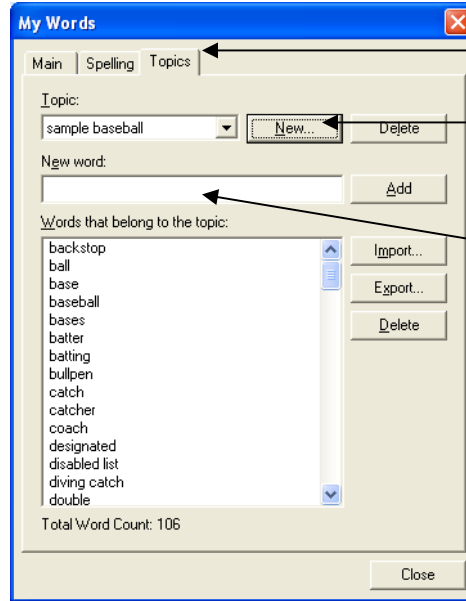 My Words
Main Spelling Topics
Topic:
sample baseball New... Delete
New word:
Add
Words that belong to the topic:
backstop
ball
base
baseball
bases
batter
batting
bullpen
catch
catcher
coach
designated
disabled list
diving catch
double
Import...
Export...
Delete
Total Word Count: 106
Close